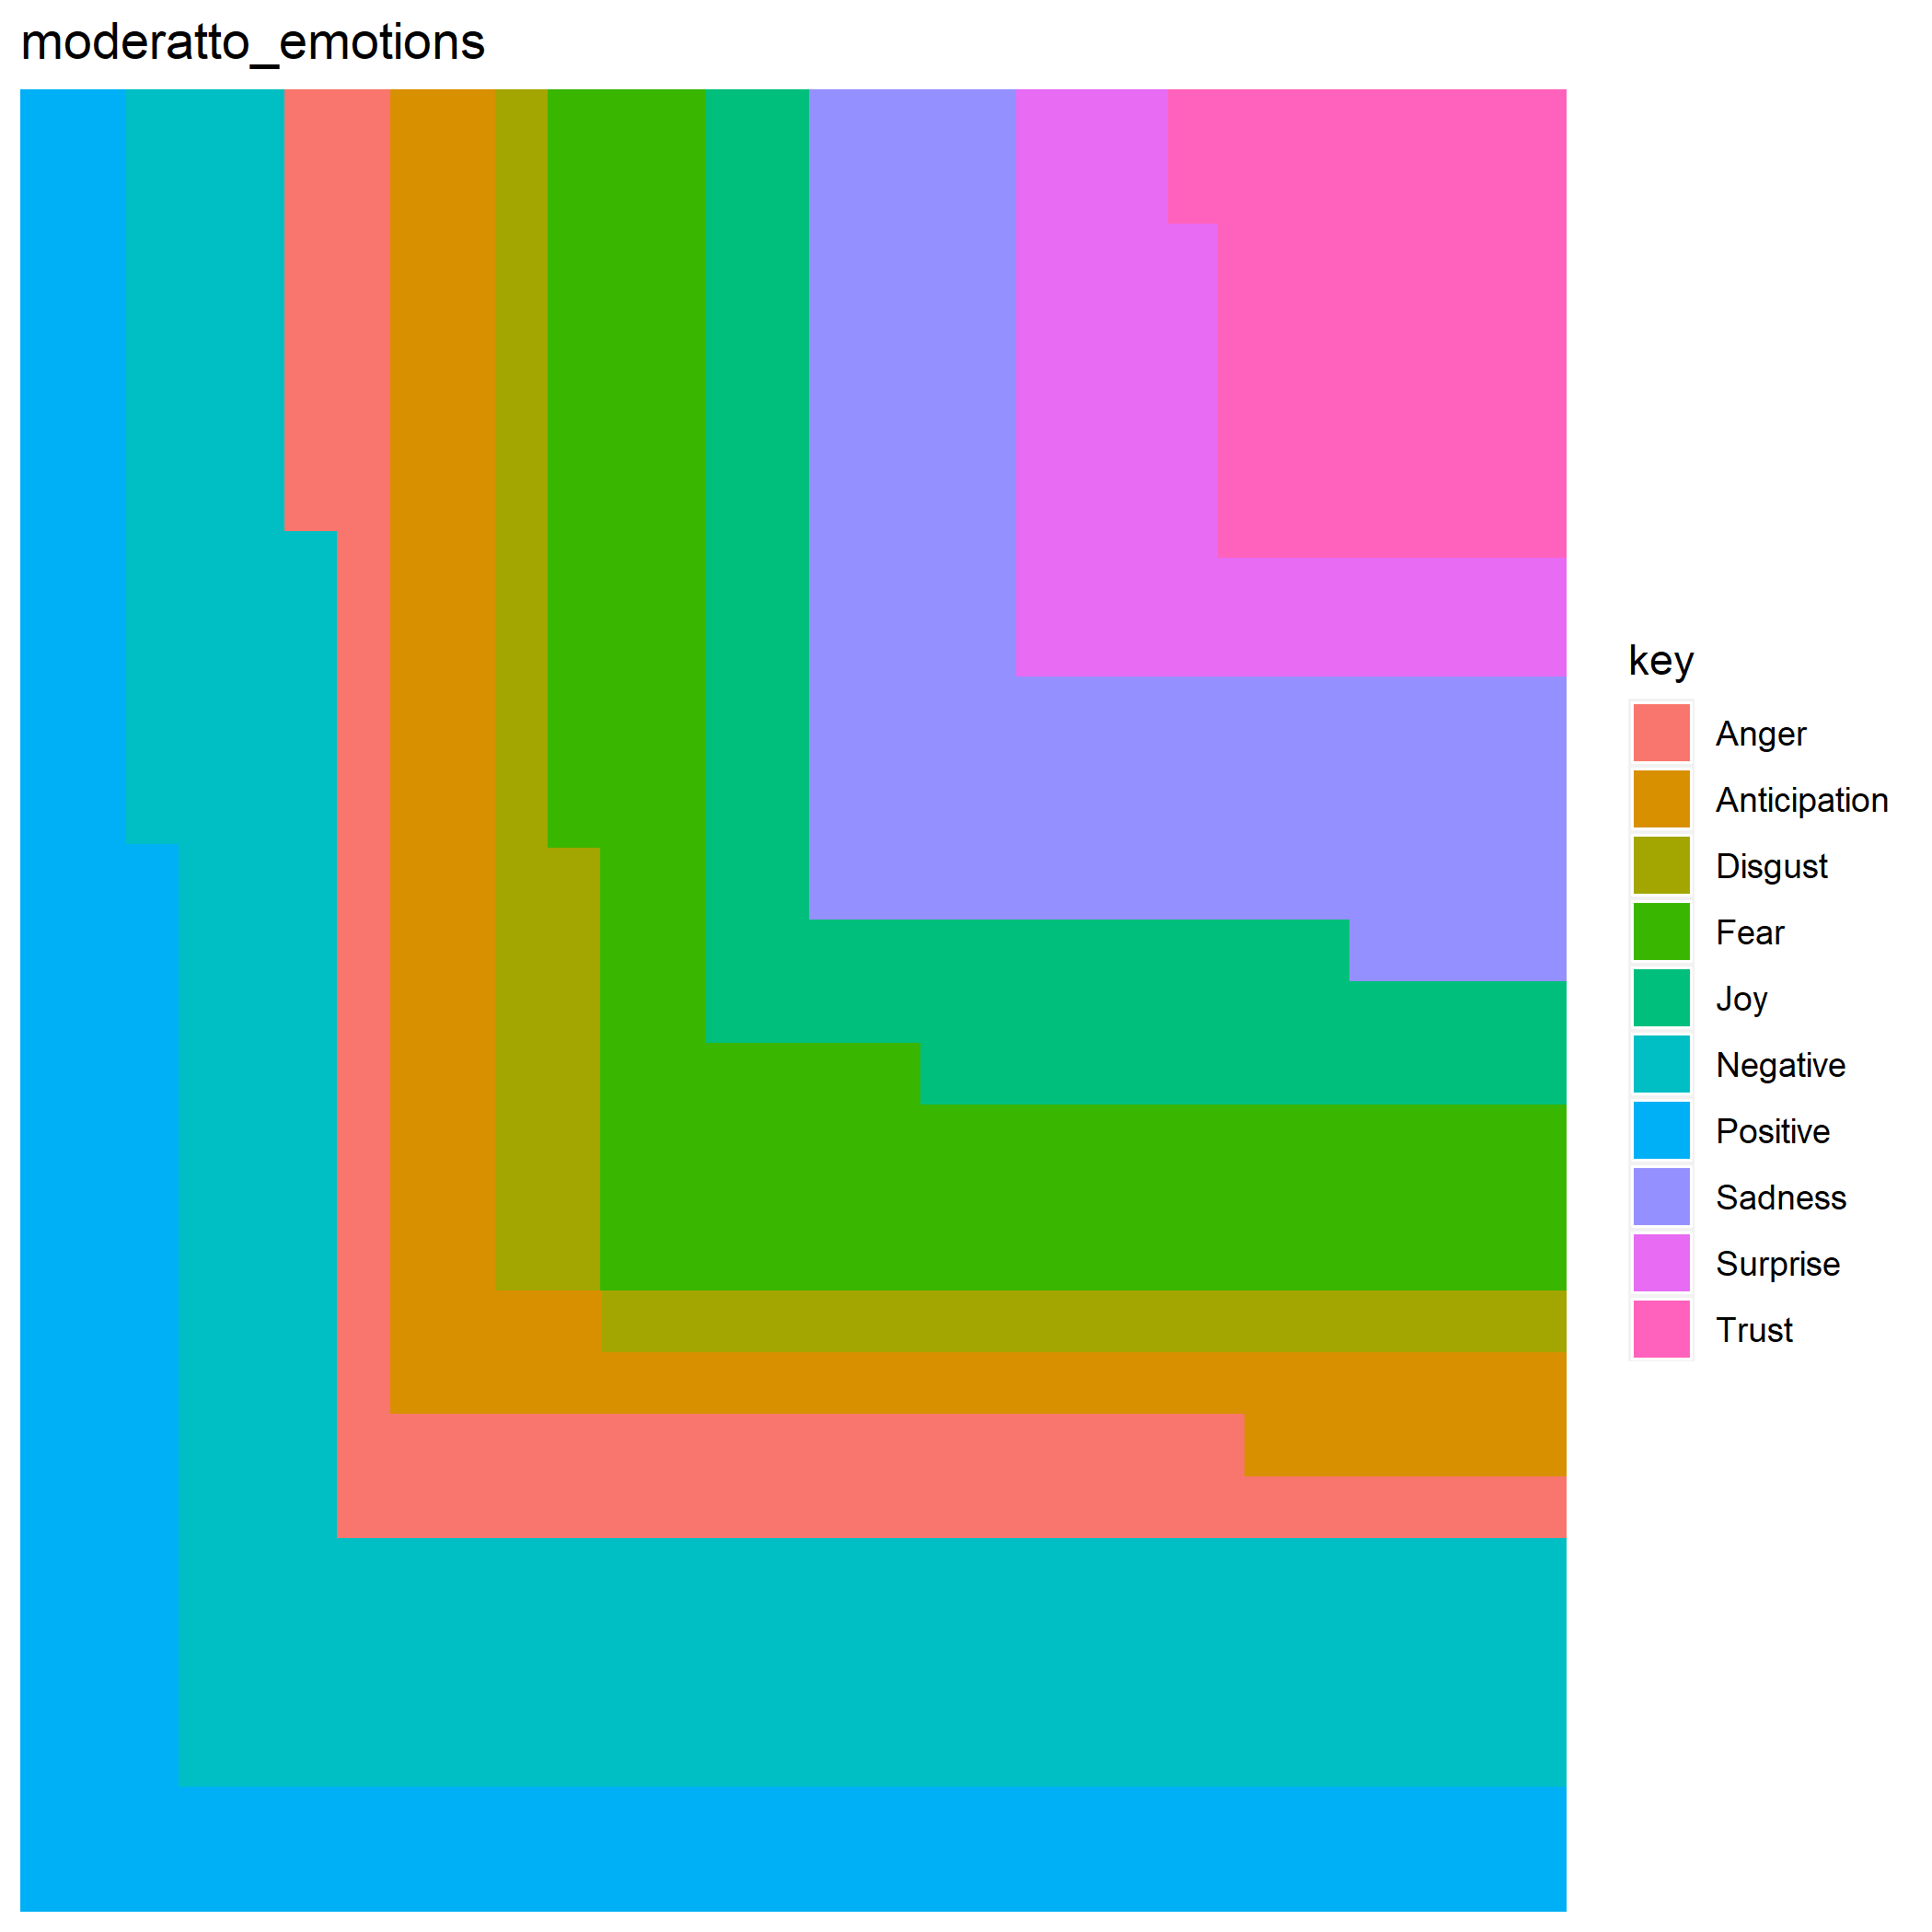 moderatto_emotions
key
Anger
Anticipation
Disgust
Fear
Joy
Negative
Positive
Sadness
Surprise
Trust